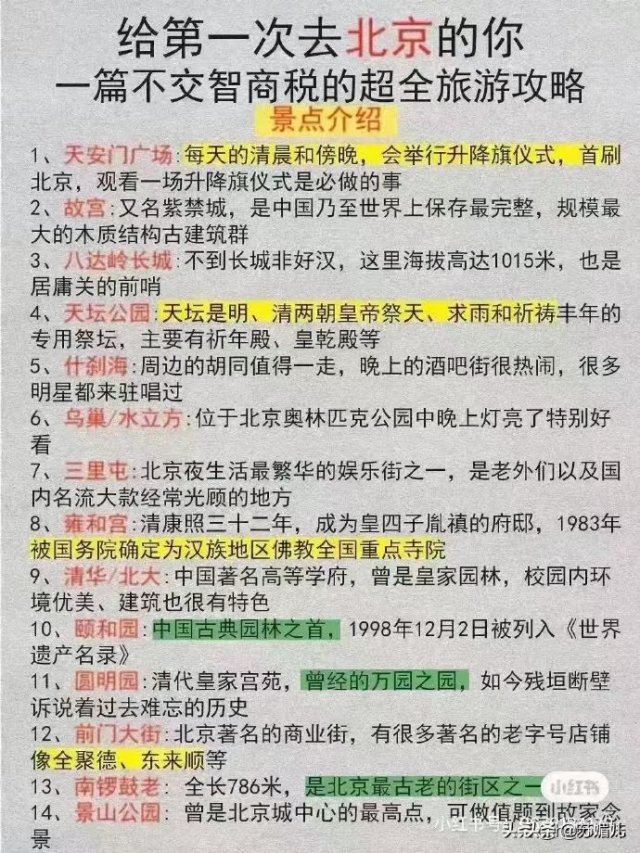 给第一次去北京的你
一篇不交智商税的超全旅游攻略
景点介绍
1、天安门广场:每天的清晨和傍晚，会举行升降旗仪式，首刷
北京，观看一场升降旗仪式是必做的事
2、故宫:又名紫禁城，是中国乃至世界上保存最完整，规模最
大的木质结构古建筑群
3、八达岭长城:不到长城非好汉，这里海拔高达1015米，也是
居庸关的前哨
4、天坛公园:天坛是明、清两朝皇帝祭天、求雨和祈祷丰年的
专用祭坛，主要有祈年殿、皇乾殿等
5、什刹海:周边的胡同值得一走，晚上的酒吧街很热闹，很多
明星都来驻唱过
6、鸟巢/水立方:位于北京奥林匹克公园中晚上灯亮了特别好
看
7、三里屯:北京夜生活最繁华的娱乐街之一，是老外们以及国
内名流大款经常光顾的地方
8、雍和宫:清康照三十二年，成为皇四子胤禛的府邸，1983年
被国务院确定为汉族地区佛教全国重点寺院
9、清华/北大:中国著名高等学府，曾是皇家园林，校园内环
境优美、建筑也很有特色
10、颐和园:中国古典园林之首，1998年12月2日被列入《世界
遗产名录》
11、圆明园:清代皇家宫苑，曾经的万园之园，如今残垣断壁
诉说着过去难忘的历史
12、前门大街:北京著名的商业街，有很多著名的老字号店铺
像全聚德、东来顺等
13、南锣鼓老: 全长786米，是北京最古老的街区之一
小红书
14、景山公园: 曾是北京城中心的最高点，可做值题到故家念
景
小红书号
头条